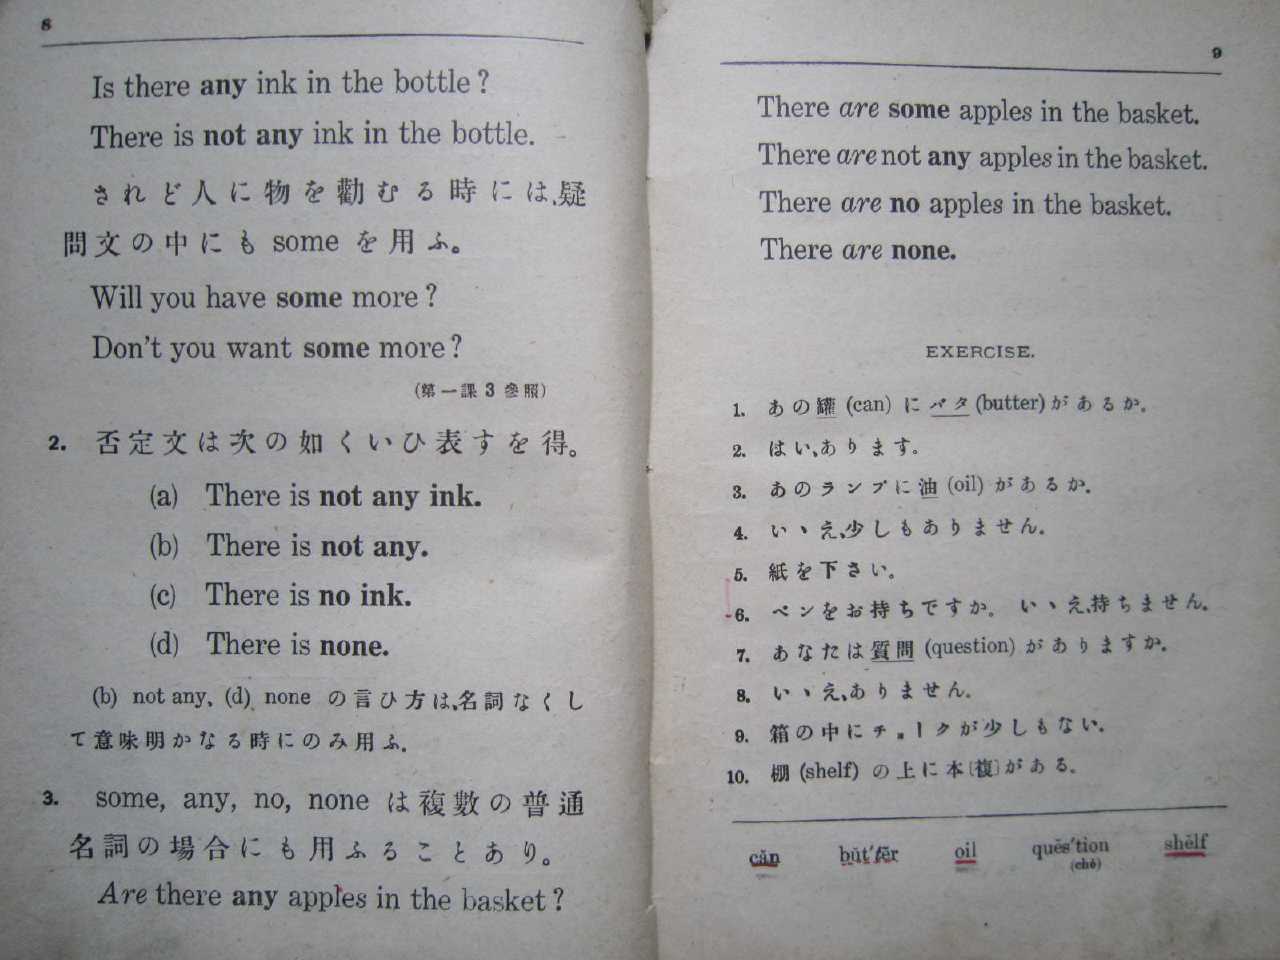 8
Is there any ink in the bottle?
There is not any ink in the bottle.
されど人に物を勸むる時には、疑
問文の中にも some を用ふ。
Will you have some more?
Don't you want some more?
(第一課 3 參照)
2. 否定文は次の如くいひ表すを得。
(a) There is not any ink.
(b) There is not any.
(c) There is no ink.
(d) There is none.
(b) not any, (d) none の言ひ方は、名詞なくし
て意味明かなる時にのみ用ふ。
3. some, any, no, none は複數の普通
名詞の場合にも用ふることあり。
Are there any apples in the basket?
9
There are some apples in the basket.
There are not any apples in the basket.
There are no apples in the basket.
There are none.
EXERCISE.
1. あの罐 (can) にバタ (butter) があるか。
2. はい、あります。
3. あのランプに油 (oil) があるか。
4. いヽえ、少しもありません。
5. 紙を下さい。
6. ペンをお持ちですか。 いヽえ、持ちません。
7. あなたは質問 (question) がありますか。
8. いヽえ、ありません。
9. 箱の中にチョークが少しもない。
10. 棚 (shelf) の上に本〔複〕がある。
căn bŭt′tẽr oil quĕs′tion shĕlf
(chŭ)